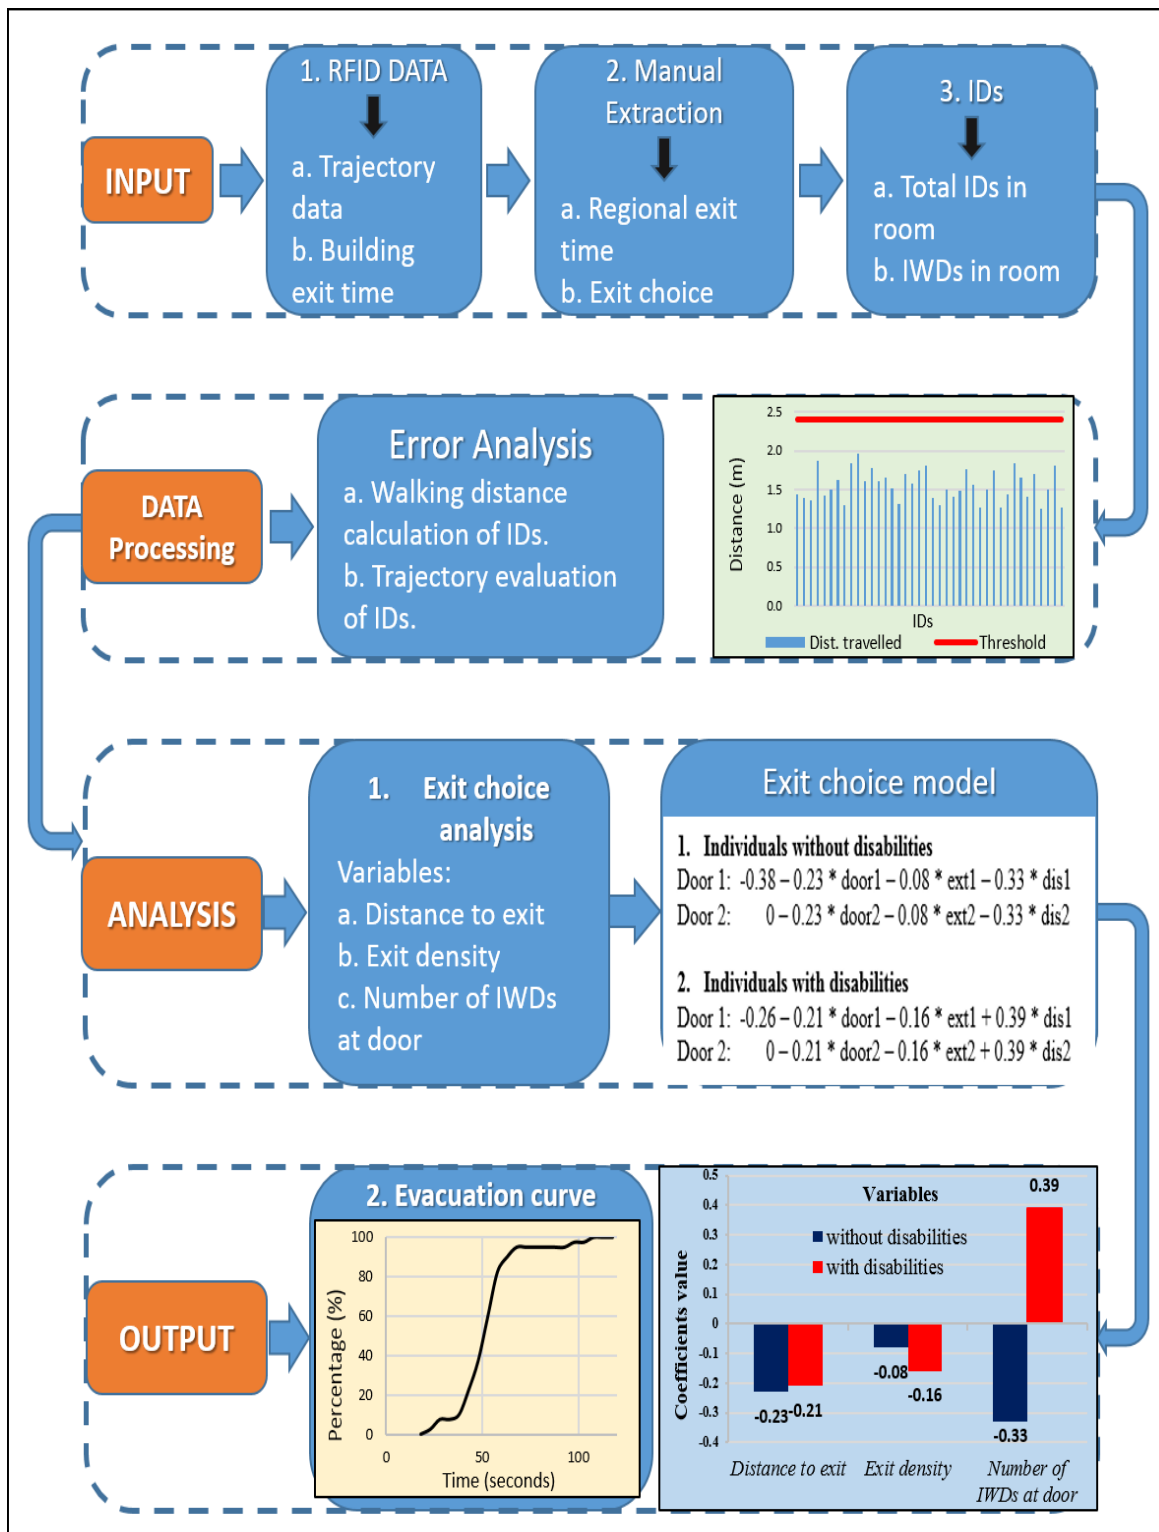 INPUT
1. RFID DATA
a. Trajectory
data
b. Building
exit time
2. Manual
Extraction
a. Regional exit
time
b. Exit choice
3. IDs
a. Total IDs in
room
b. IWDs in room
DATA
Processing
Error Analysis
a. Walking distance
calculation of IDs.
b. Trajectory evaluation
of IDs.
Distance (m)
2.5
2.0
1.5
1.0
0.5
0.0
IDs
Dist. travelled
Threshold
ANALYSIS
1. Exit choice
analysis
Variables:
a. Distance to exit
b. Exit density
c. Number of IWDs
at door
Exit choice model
1. Individuals without disabilities
Door 1: -0.38 – 0.23 * door1 – 0.08 * ext1 – 0.33 * dis1
Door 2: 0 – 0.23 * door2 – 0.08 * ext2 – 0.33 * dis2
2. Individuals with disabilities
Door 1: -0.26 – 0.21 * door1 – 0.16 * ext1 + 0.39 * dis1
Door 2: 0 – 0.21 * door2 – 0.16 * ext2 + 0.39 * dis2
OUTPUT
2. Evacuation curve
Percentage (%)
100
80
60
40
20
0
0 50 100
Time (seconds)
Coefficients value
0.5
0.4
0.3
0.2
0.1
0
-0.1
-0.2
-0.3
-0.4
Variables
without disabilities
with disabilities
0.39
-0.23
-0.21
-0.08
-0.16
-0.33
Distance to exit
Exit density
Number of
IWDs at door